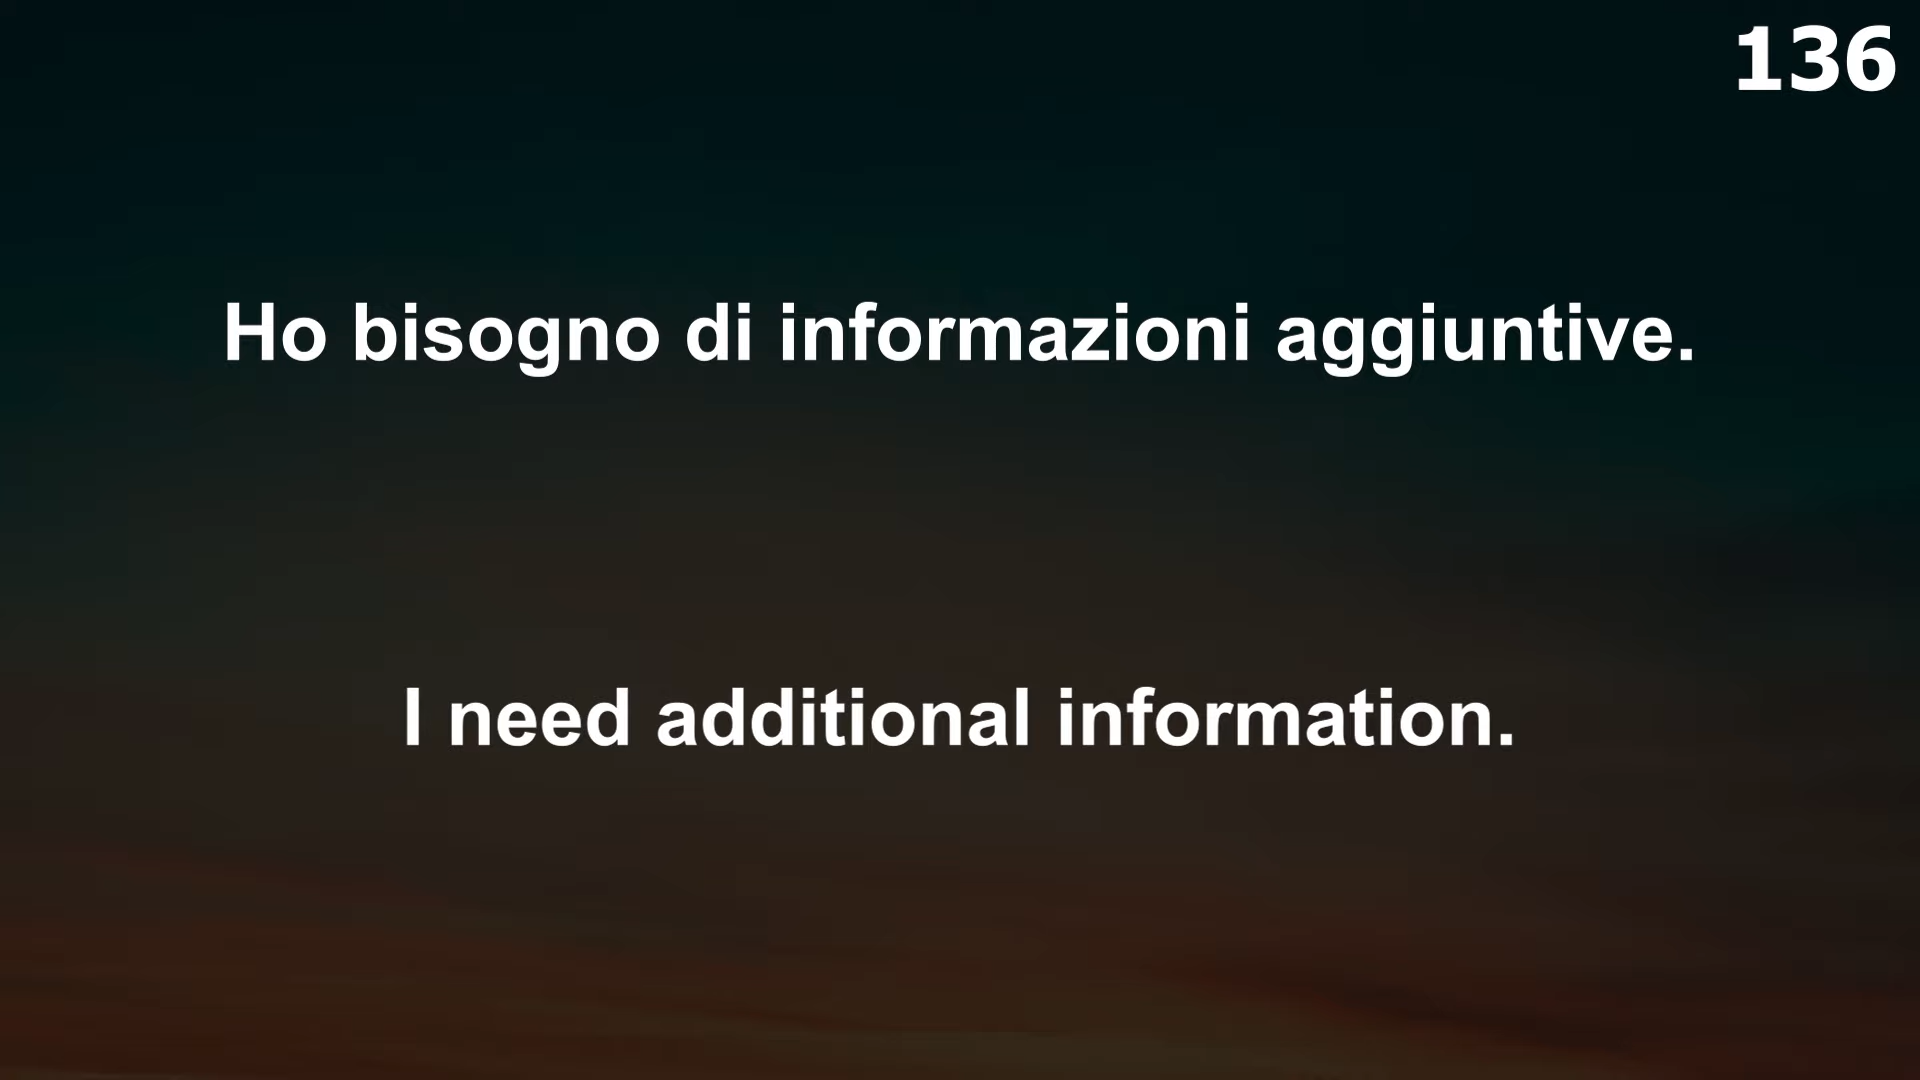 136
Ho bisogno di informazioni aggiuntive.
I need additional information.